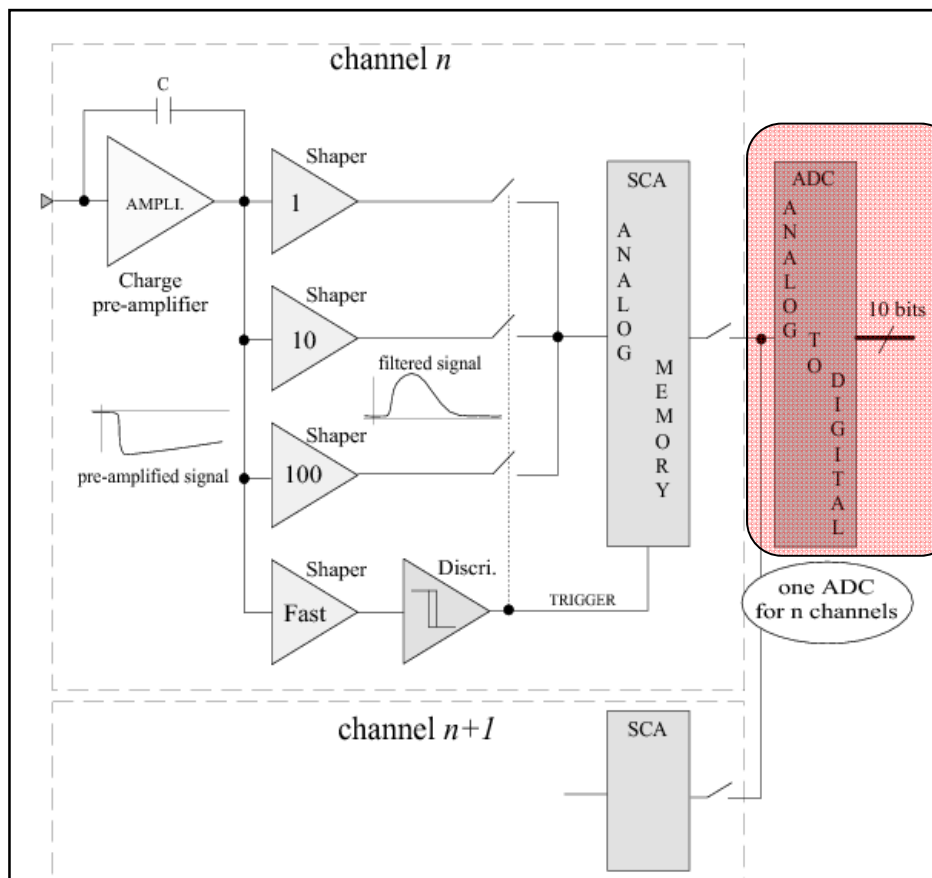 channel n
C
AMPLI.
Charge
pre-amplifier
Shaper
1
Shaper
10
filtered signal
pre-amplified signal
Shaper
100
Shaper
Fast
Discri.
TRIGGER
SCA
ANALOG
MEMORY
ADC
ANALOG
TO
DIGITAL
10 bits
one ADC
for n channels
channel n+1
SCA